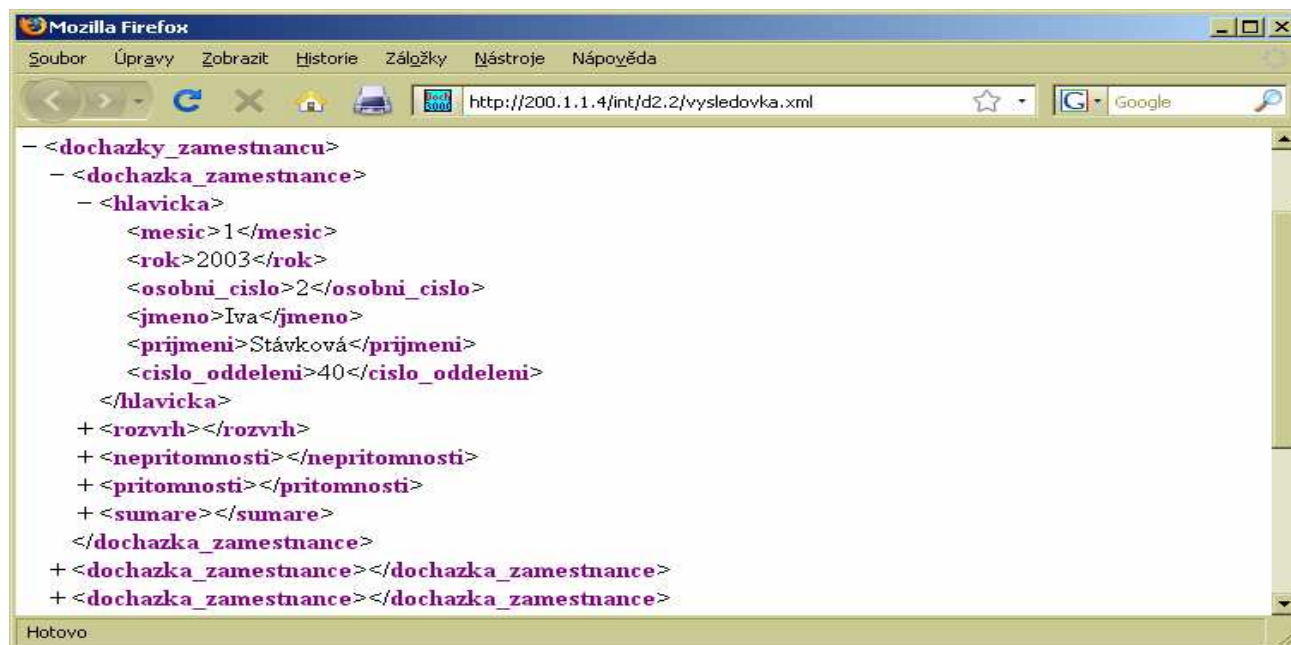 Mozilla Firefox
Soubor Úpravy Zobrazit Historie Záložky Nástroje Nápověda
http://200.1.1.4/int/d2.2/vysledovka.xml G Google
− <dochazky_zamestnancu>
− <dochazka_zamestnance>
− <hlavicka>
<mesic>1</mesic>
<rok>2003</rok>
<osobni_cislo>2</osobni_cislo>
<jmeno>Iva</jmeno>
<prijmeni>Stávková</prijmeni>
<cislo_oddeleni>40</cislo_oddeleni>
</hlavicka>
+ <rozvrh></rozvrh>
+ <nepritomnosti></nepritomnosti>
+ <pritomnosti></pritomnosti>
+ <sumare></sumare>
</dochazka_zamestnance>
+ <dochazka_zamestnance></dochazka_zamestnance>
+ <dochazka_zamestnance></dochazka_zamestnance>
Hotovo